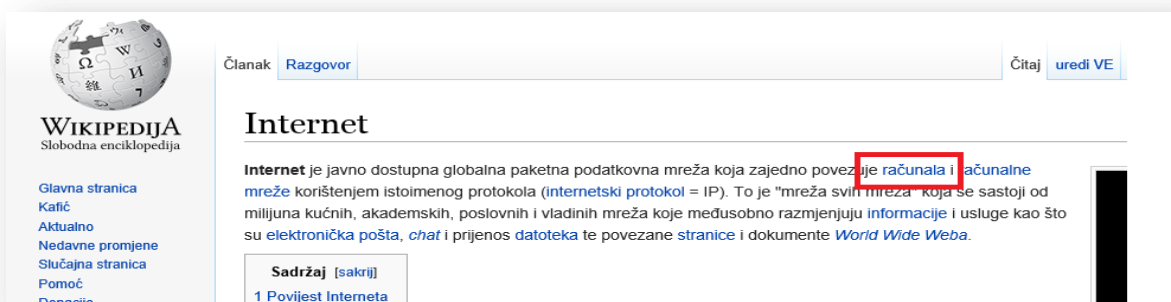 Članak Razgovor Čitaj uredi VE
WIKIPEDIJA
Slobodna enciklopedija
Internet
Internet je javno dostupna globalna paketna podatkovna mreža koja zajedno povezuje računala i računalne
mreže korištenjem istoimenog protokola (internetski protokol = IP). To je "mreža svih mreža" koja se sastoji od
milijuna kućnih, akademskih, poslovnih i vladinih mreža koje međusobno razmjenjuju informacije i usluge kao što
su elektronička pošta, chat i prijenos datoteka te povezane stranice i dokumente World Wide Weba.
Glavna stranica
Kafić
Aktualno
Nedavne promjene
Slučajna stranica
Pomoć
Sadržaj [sakrij]
1 Povijest Interneta